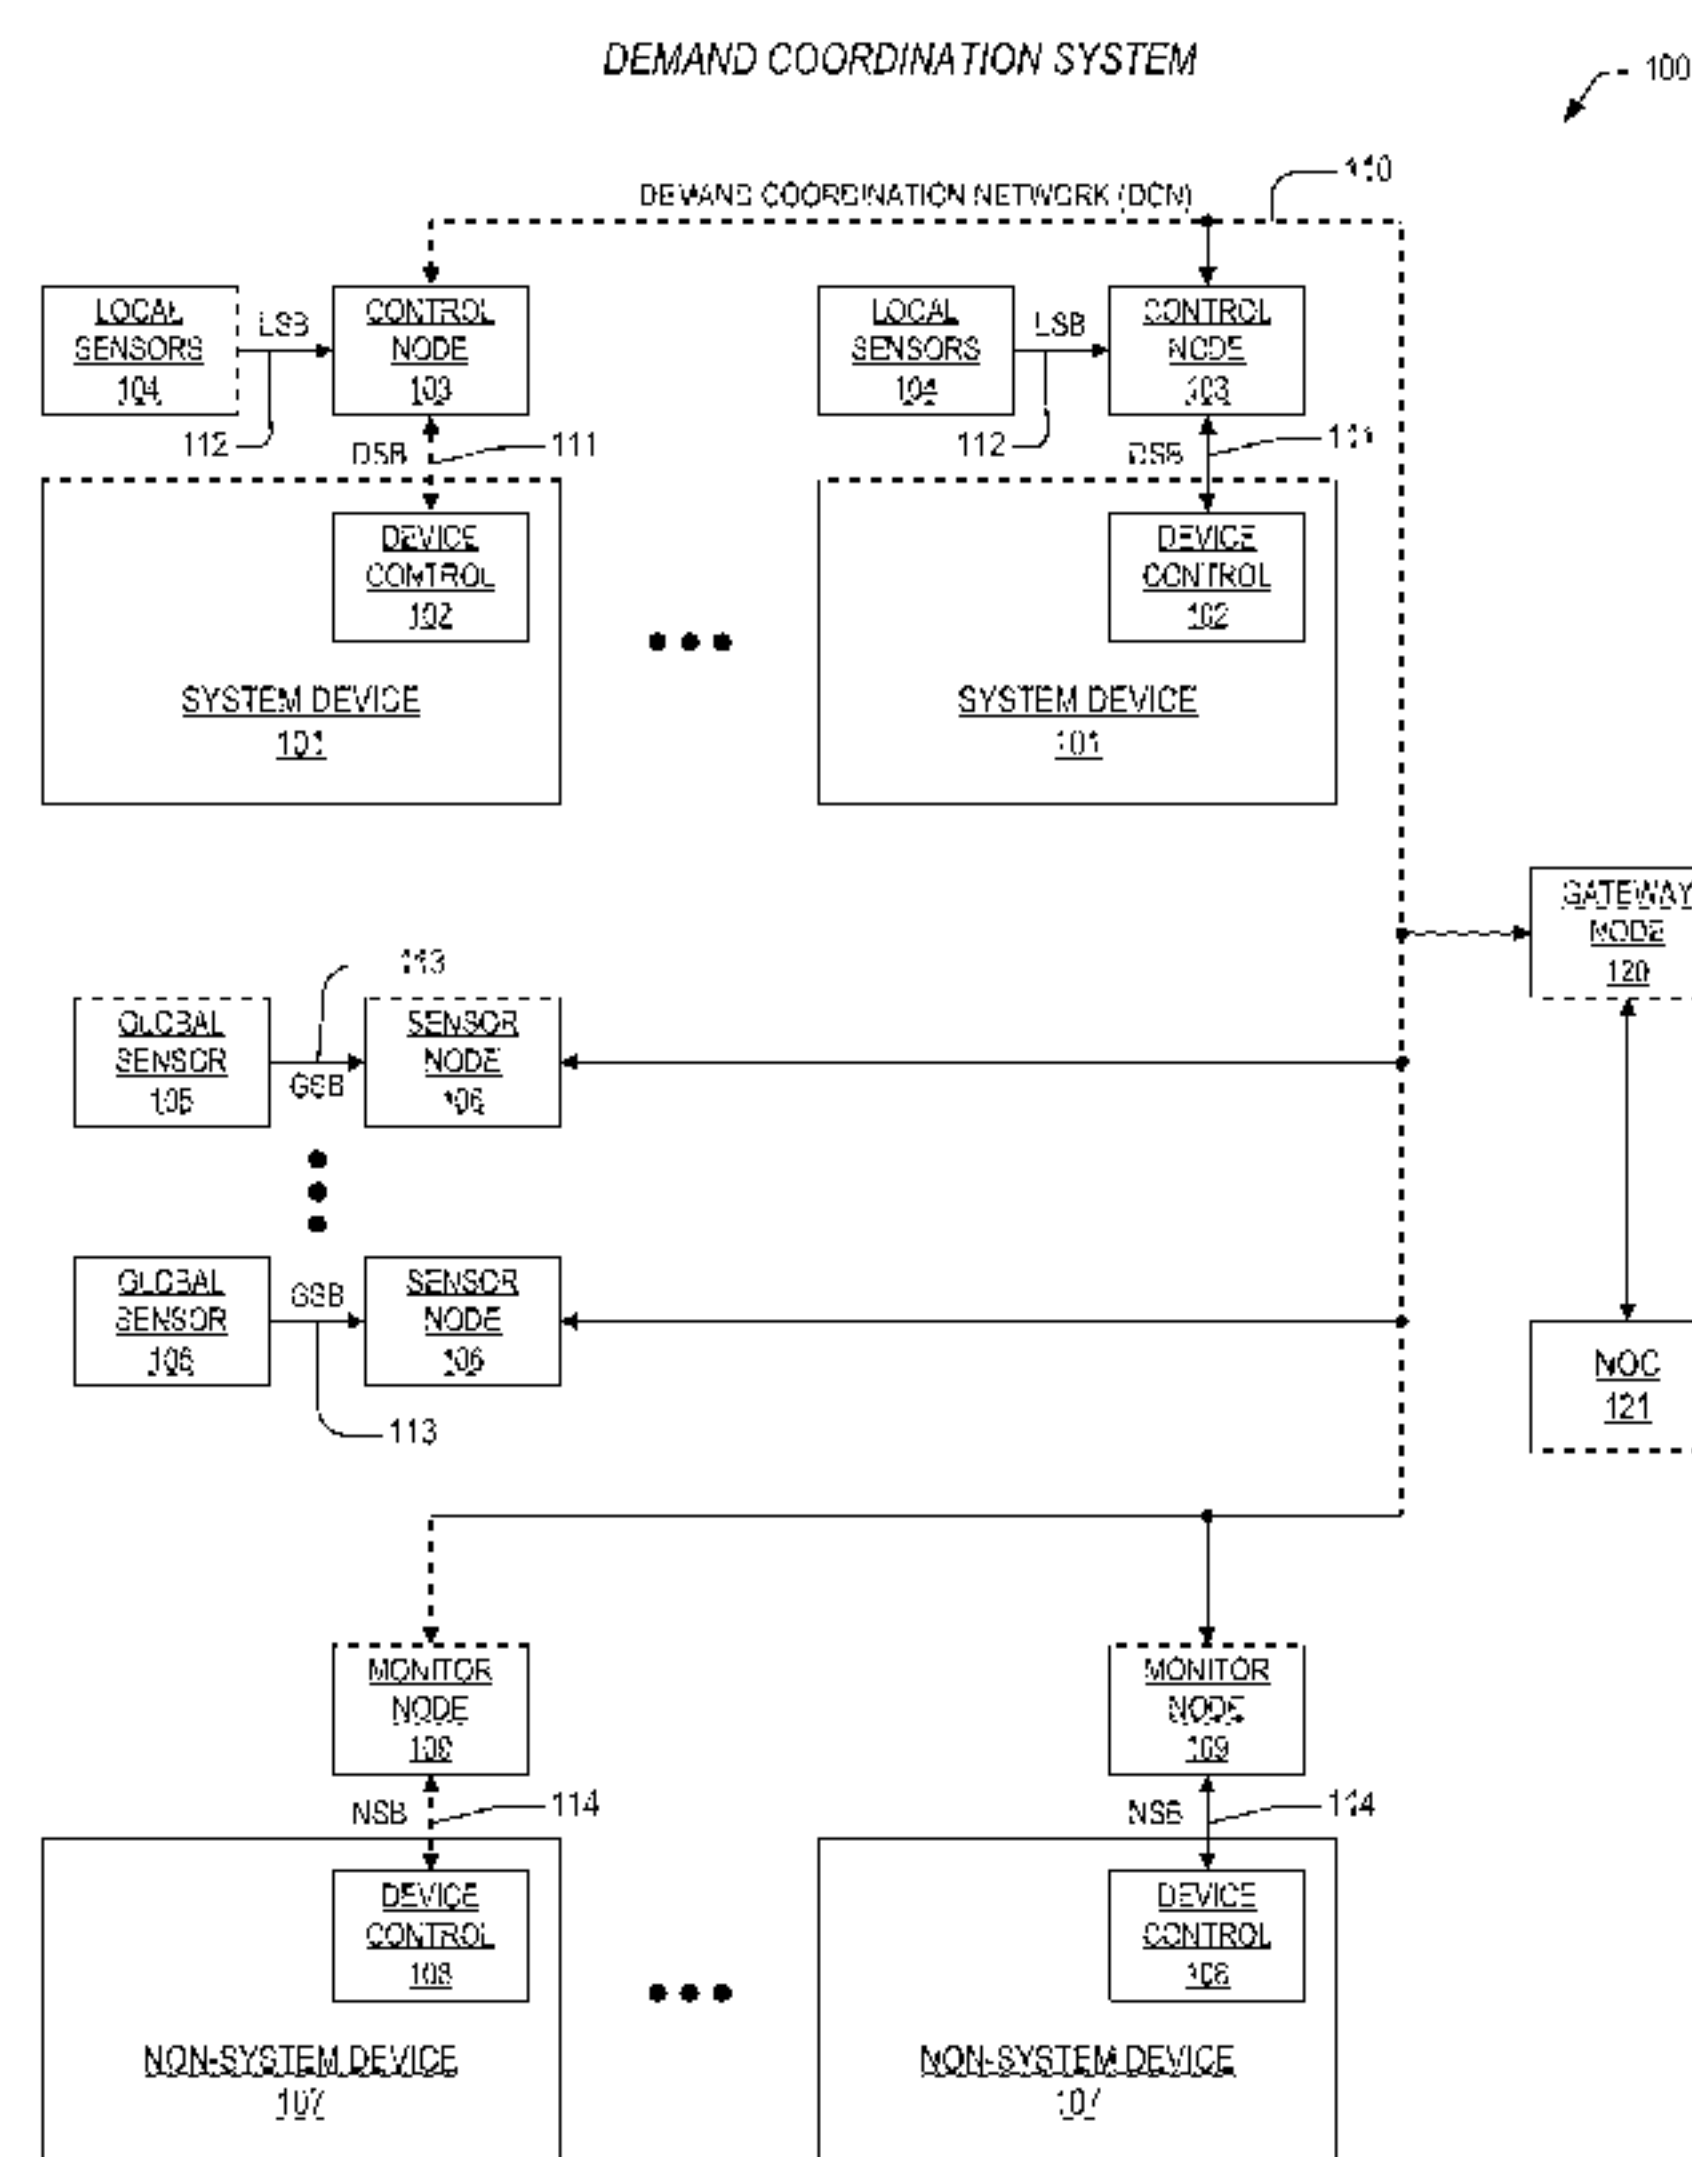 DEMAND COORDINATION SYSTEM
100
110
DEMAND COORDINATION NETWORK (DCN)
LOCAL
SENSORS
104
LSB
CONTROL
NODE
103
112
DSB
111
DEVICE
CONTROL
102
SYSTEM DEVICE
101
LOCAL
SENSORS
104
LSB
CONTROL
NODE
103
112
DSB
111
DEVICE
CONTROL
102
SYSTEM DEVICE
101
GATEWAY
NODE
120
113
GLOBAL
SENSOR
105
GSB
SENSOR
NODE
106
GLOBAL
SENSOR
GSB
SENSOR
NODE
106
113
NOC
121
MONITOR
NODE
109
NSB
114
DEVICE
CONTROL
108
NON-SYSTEM DEVICE
107
MONITOR
NODE
109
NSB
114
DEVICE
CONTROL
108
NON-SYSTEM DEVICE
107